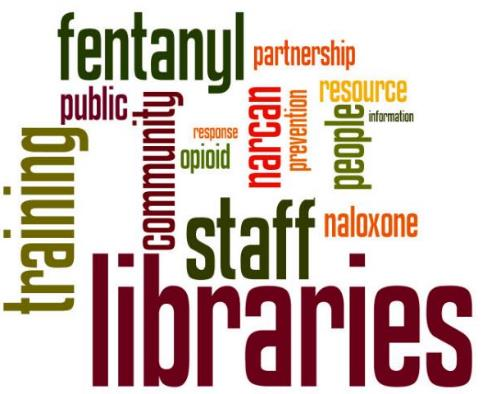 fentanyl
partnership
public
community
response
opioid
narcan
prevention
resource
people
information
training
staff
naloxone
libraries